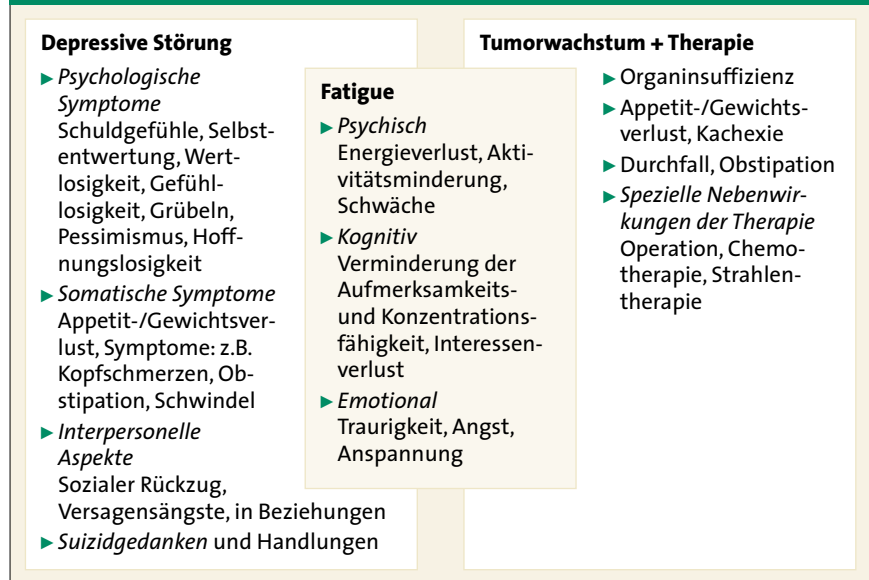 Depressive Störung
▶ Psychologische
Symptome
Schuldgefühle, Selbst-
entwertung, Wert-
losigkeit, Gefühl-
losigkeit, Grübeln,
Pessimismus, Hoff-
nungslosigkeit
▶ Somatische Symptome
Appetit-/Gewichtsver-
lust, Symptome: z.B.
Kopfschmerzen, Ob-
stipation, Schwindel
▶ Interpersonelle
Aspekte
Sozialer Rückzug,
Versagensängste, in Beziehungen
▶ Suizidgedanken und Handlungen
Fatigue
▶ Psychisch
Energieverlust, Akti-
vitätsminderung,
Schwäche
▶ Kognitiv
Verminderung der
Aufmerksamkeits-
und Konzentrations-
fähigkeit, Interessen-
verlust
▶ Emotional
Traurigkeit, Angst,
Anspannung
Tumorwachstum + Therapie
▶ Organinsuffizienz
▶ Appetit-/Gewichts-
verlust, Kachexie
▶ Durchfall, Obstipation
▶ Spezielle Nebenwir-
kungen der Therapie
Operation, Chemo-
therapie, Strahlen-
therapie